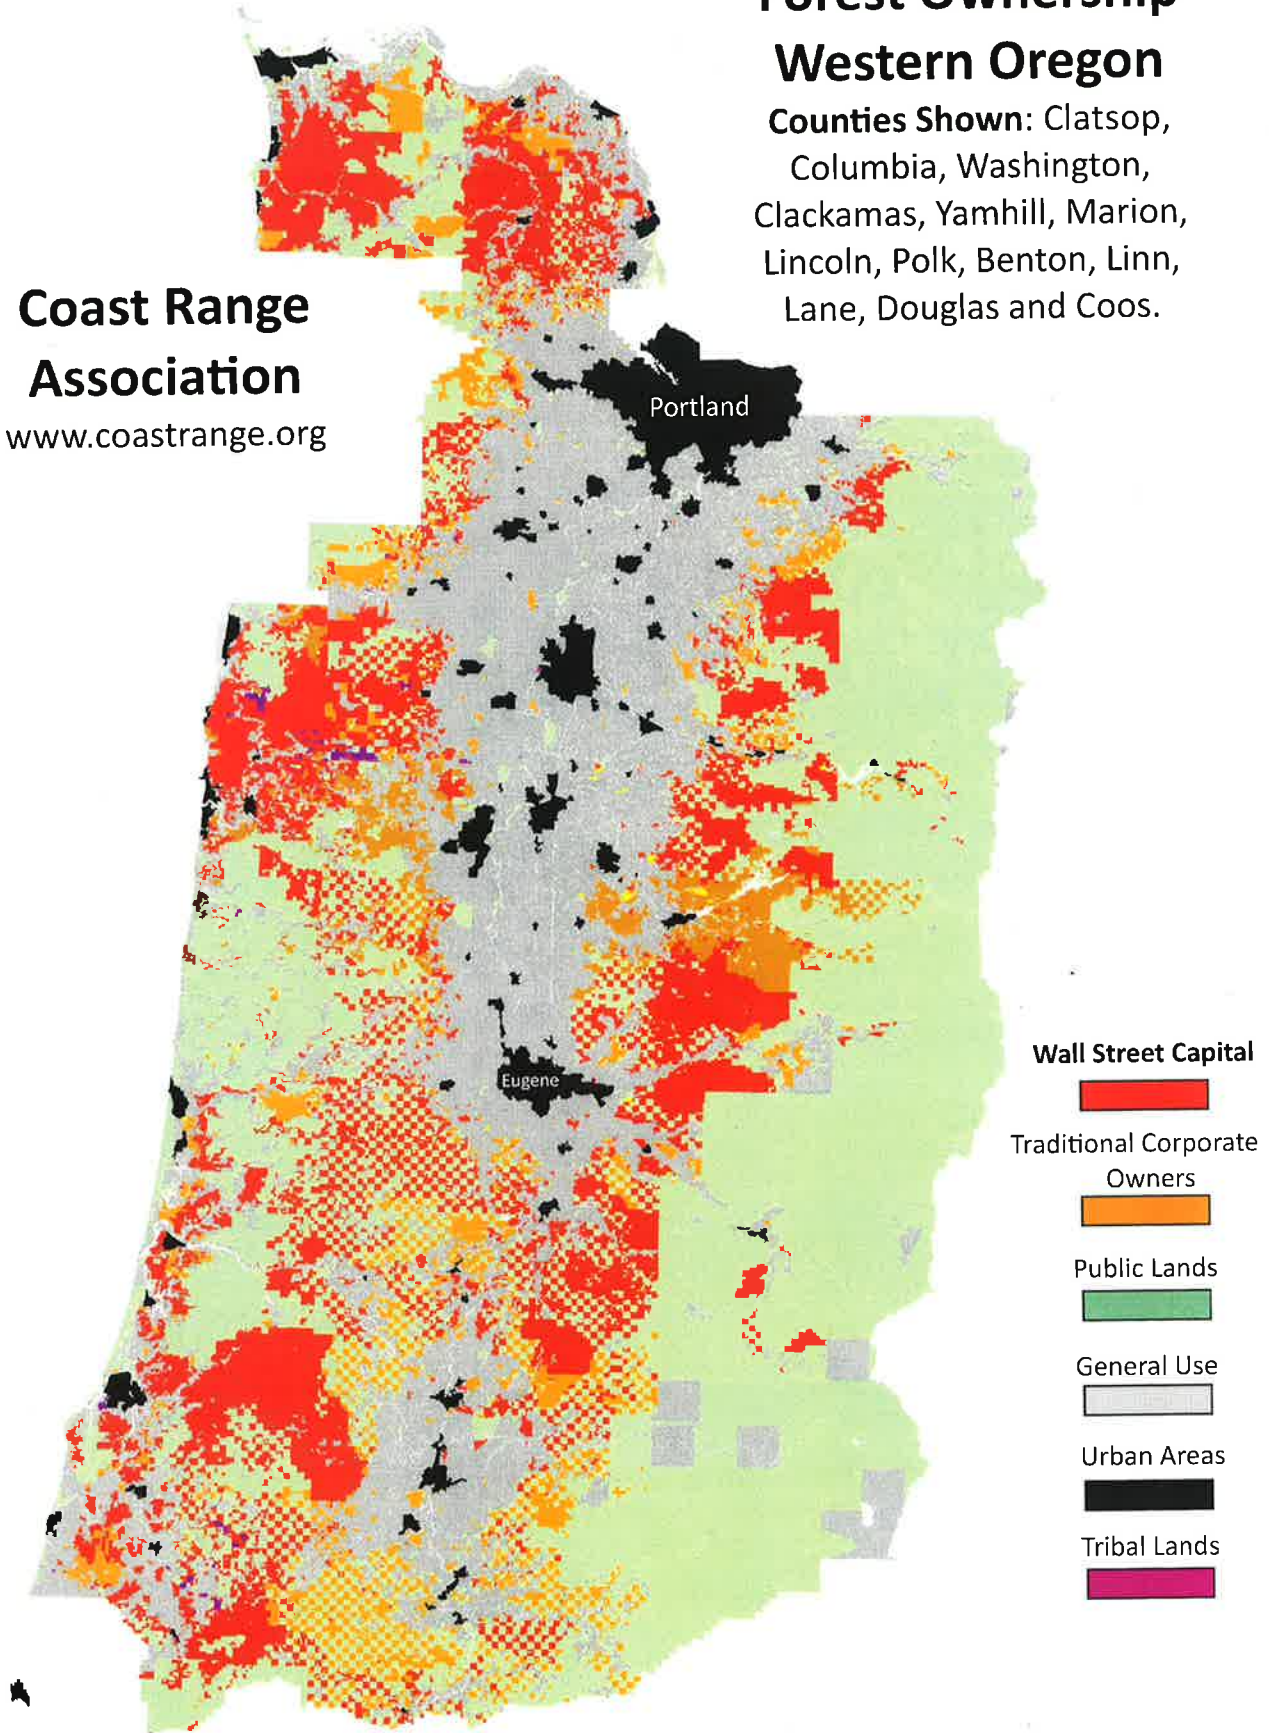 Forest Ownership
Western Oregon
Counties Shown: Clatsop,
Columbia, Washington,
Clackamas, Yamhill, Marion,
Lincoln, Polk, Benton, Linn,
Lane, Douglas and Coos.
Coast Range
Association
www.coastrange.org
Portland
Eugene
Wall Street Capital
Traditional Corporate
Owners
Public Lands
General Use
Urban Areas
Tribal Lands